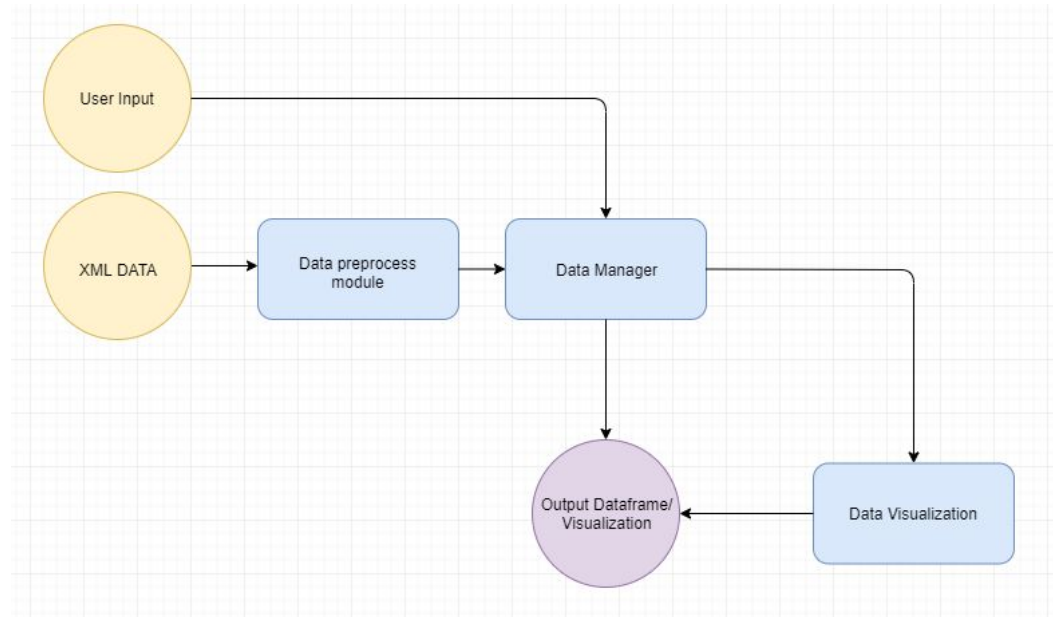 User Input
XML DATA
Data preprocess
module
Data Manager
Output Dataframe/
Visualization
Data Visualization